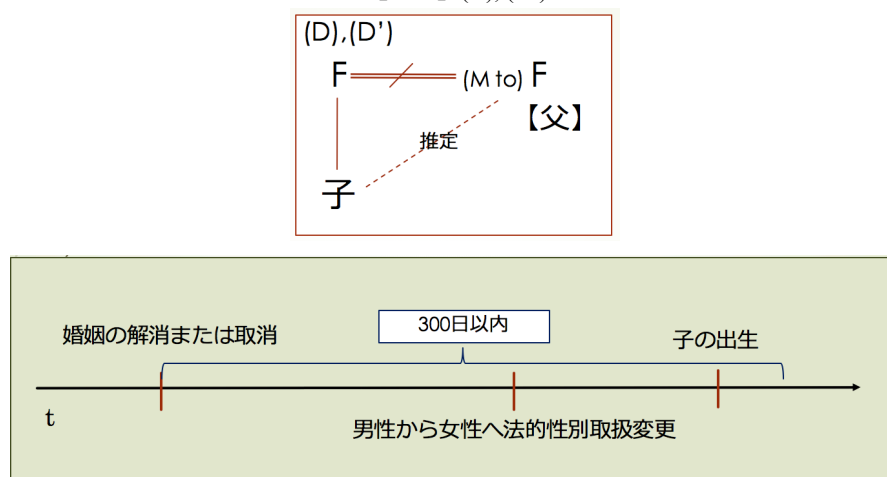 (D),(D’)
F (M to) F
【父】
推定
子
300日以内
婚姻の解消または取消
子の出生
t
男性から女性へ法的性別取扱変更